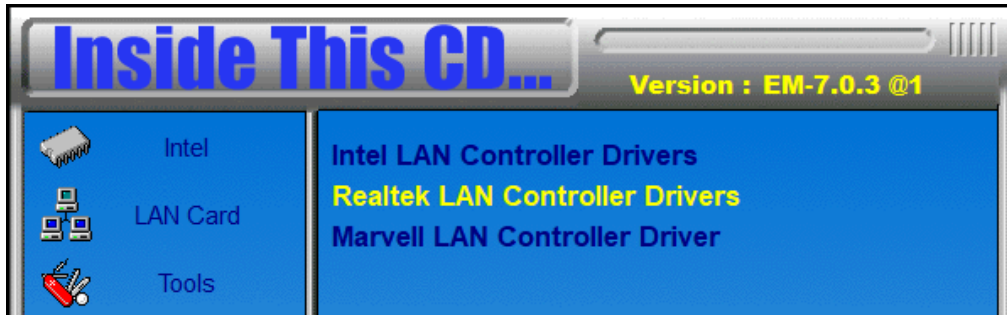 Inside This CD...
Version : EM-7.0.3 @1
Intel
LAN Card
Tools
Intel LAN Controller Drivers
Realtek LAN Controller Drivers
Marvell LAN Controller Driver